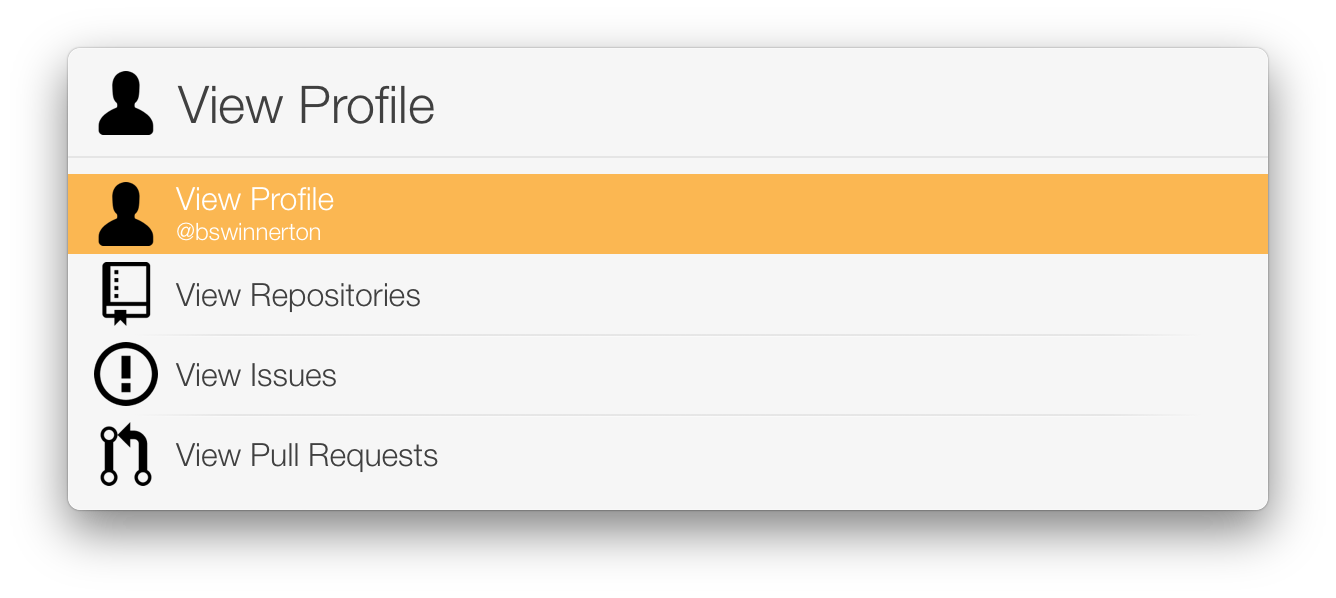 View Profile
View Profile
@bswinnerton
View Repositories
View Issues
View Pull Requests